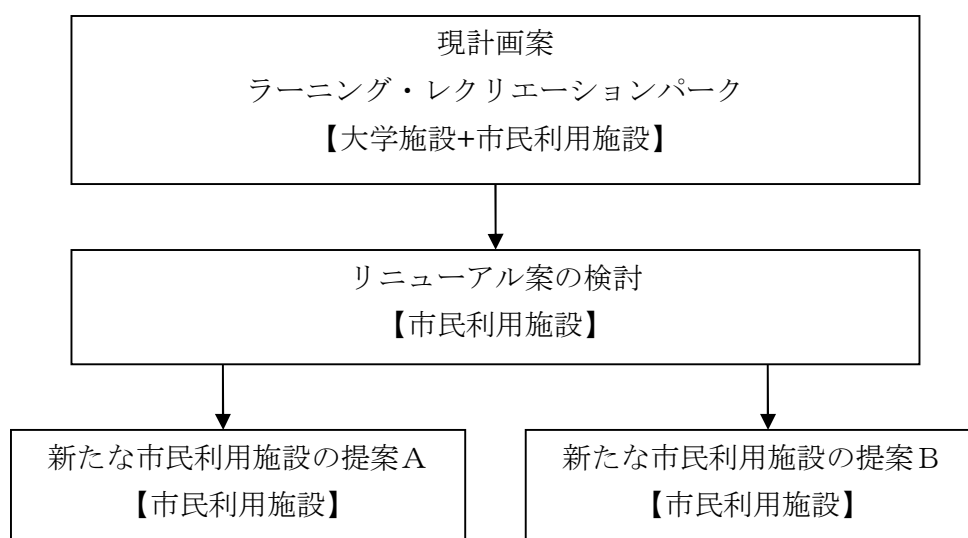 現計画案
ラーニング・レクリエーションパーク
【大学施設+市民利用施設】
リニューアル案の検討
【市民利用施設】
新たな市民利用施設の提案A
【市民利用施設】
新たな市民利用施設の提案B
【市民利用施設】